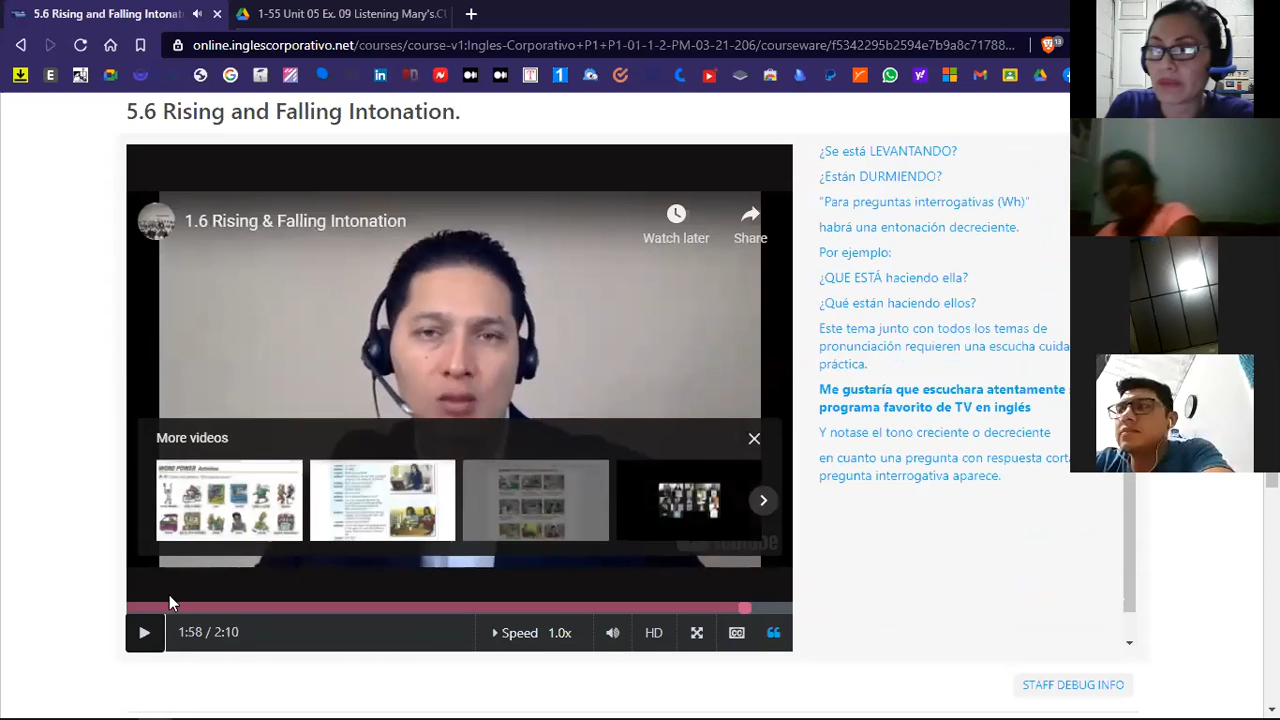 5.6 Rising and Falling Intonat
1-55 Unit 05 Ex. 09 Listening Mary's.C
online.inglescorporativo.net/courses/course-v1:Ingles-Corporativo+P1+P1-01-1-2-PM-03-21-206/courseware/f5342295b2594e7b9a8c71788...
13
5.6 Rising and Falling Intonation.
1.6 Rising & Falling Intonation
Watch later
Share
More videos
WORD POWER Activities
1:58 / 2:10
Speed 1.0x
HD
¿Se está LEVANTANDO?
¿Están DURMIENDO?
"Para preguntas interrogativas (Wh)"
habrá una entonación decreciente.
Por ejemplo:
¿QUE ESTÁ haciendo ella?
¿Qué están haciendo ellos?
Este tema junto con todos los temas de
pronunciación requieren una escucha cuida
práctica.
Me gustaría que escuchara atentamente
programa favorito de TV en inglés
Y notase el tono creciente o decreciente
en cuanto una pregunta con respuesta cort
pregunta interrogativa aparece.
STAFF DEBUG INFO